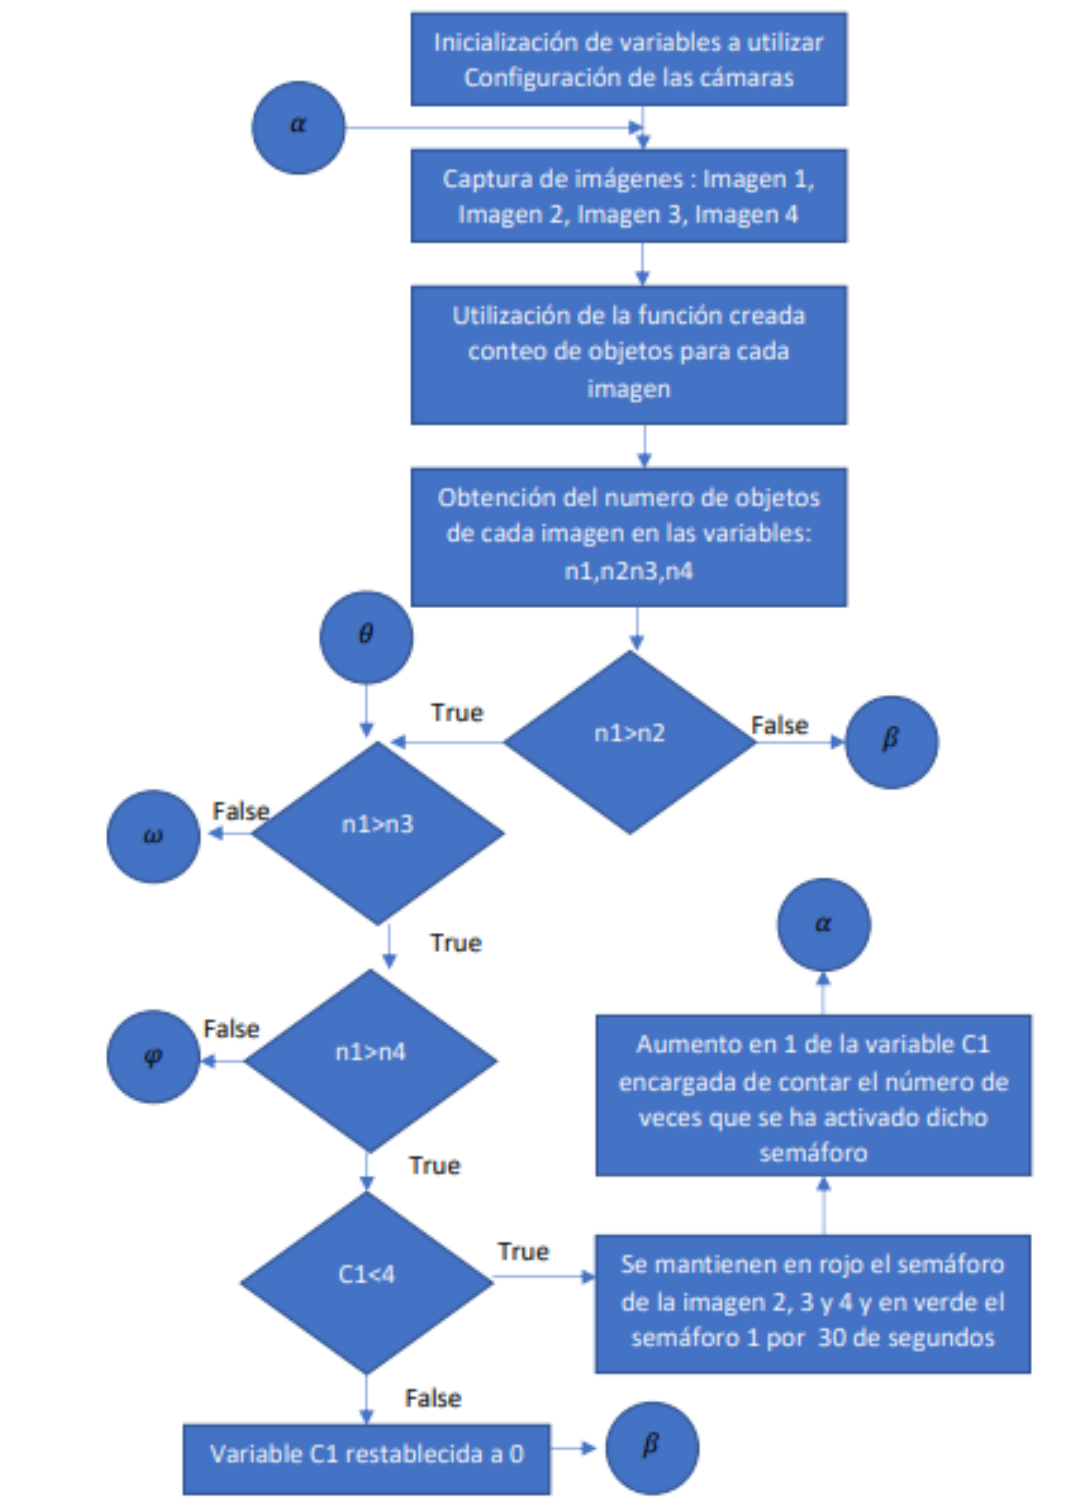 Inicialización de variables a utilizar
Configuración de las cámaras
α
Captura de imágenes : Imagen 1,
Imagen 2, Imagen 3, Imagen 4
Utilización de la función creada
conteo de objetos para cada
imagen
Obtención del numero de objetos
de cada imagen en las variables:
n1,n2n3,n4
θ
True
n1>n2
False
β
ω
False
n1>n3
True
α
φ
False
n1>n4
True
Aumento en 1 de la variable C1
encargada de contar el número de
veces que se ha activado dicho
semáforo
C1<4
True
Se mantienen en rojo el semáforo
de la imagen 2, 3 y 4 y en verde el
semáforo 1 por 30 de segundos
False
Variable C1 restablecida a 0
β